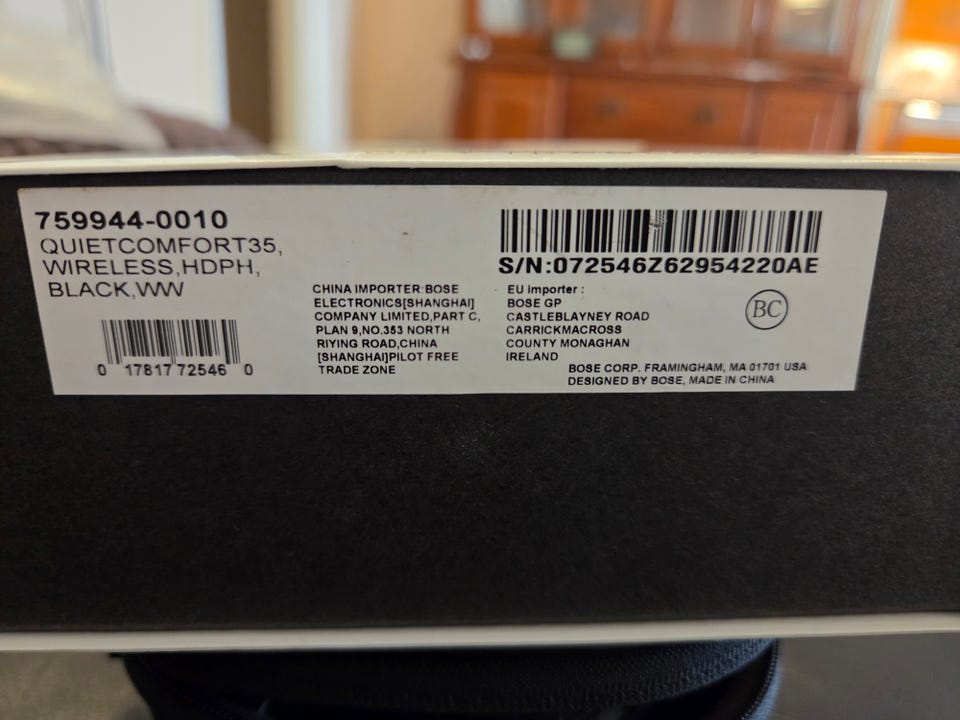 759944-0010
QUIETCOMFORT35,
WIRELESS,HDPH,
BLACK,WW
0 17817 72546 0
CHINA IMPORTER:BOSE
ELECTRONICS[SHANGHAI]
COMPANY LIMITED,PART C,
PLAN 9,NO.353 NORTH
RIYING ROAD,CHINA
[SHANGHAI]PILOT FREE
TRADE ZONE
S/N:072546Z62954220AE
EU importer :
BOSE GP
CASTLEBLAYNEY ROAD
CARRICKMACROSS
COUNTY MONAGHAN
IRELAND
BC
BOSE CORP. FRAMINGHAM, MA 01701 USA
DESIGNED BY BOSE, MADE IN CHINA